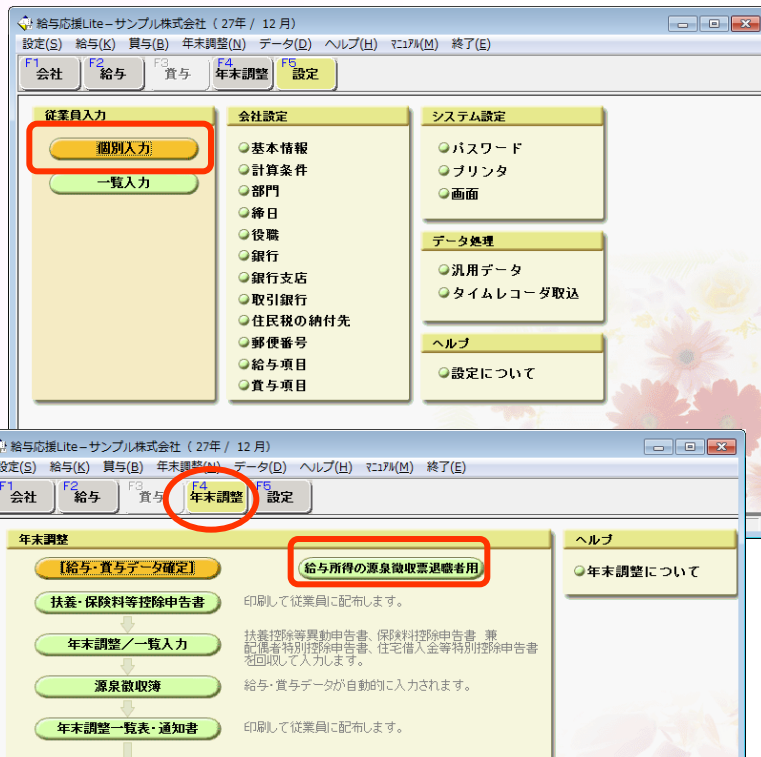 給与応援Lite－サンプル株式会社（ 27年 / 12 月）
設定(S) 給与(K) 賞与(B) 年末調整(N) データ(D) ヘルプ(H) マニュアル(M) 終了(E)
F1 会社 F2 給与 F3 賞与 F4 年末調整 F5 設定
従業員入力
個別入力
一覧入力
会社設定
基本情報
計算条件
部門
締日
役職
銀行
銀行支店
取引銀行
住民税の納付先
郵便番号
給与項目
賞与項目
システム設定
パスワード
プリンタ
画面
データ処理
汎用データ
タイムレコーダ取込
ヘルプ
設定について
給与応援Lite－サンプル株式会社（ 27年 / 12 月）
設定(S) 給与(K) 賞与(B) 年末調整(N) データ(D) ヘルプ(H) マニュアル(M) 終了(E)
F1 会社 F2 給与 F3 賞与 F4 年末調整 F5 設定
年末調整
【給与・賞与データ確定】 給与所得の源泉徴収票退職者用
扶養・保険料等控除申告書 印刷して従業員に配布します。
年末調整／一覧入力 扶養控除等異動申告書、保険料控除申告書 兼
配偶者特別控除申告書、住宅借入金等特別控除申告書
を回収して入力します。
源泉徴収簿 給与・賞与データが自動的に入力されます。
年末調整一覧表・通知書 印刷して従業員に配布します。
ヘルプ
年末調整について